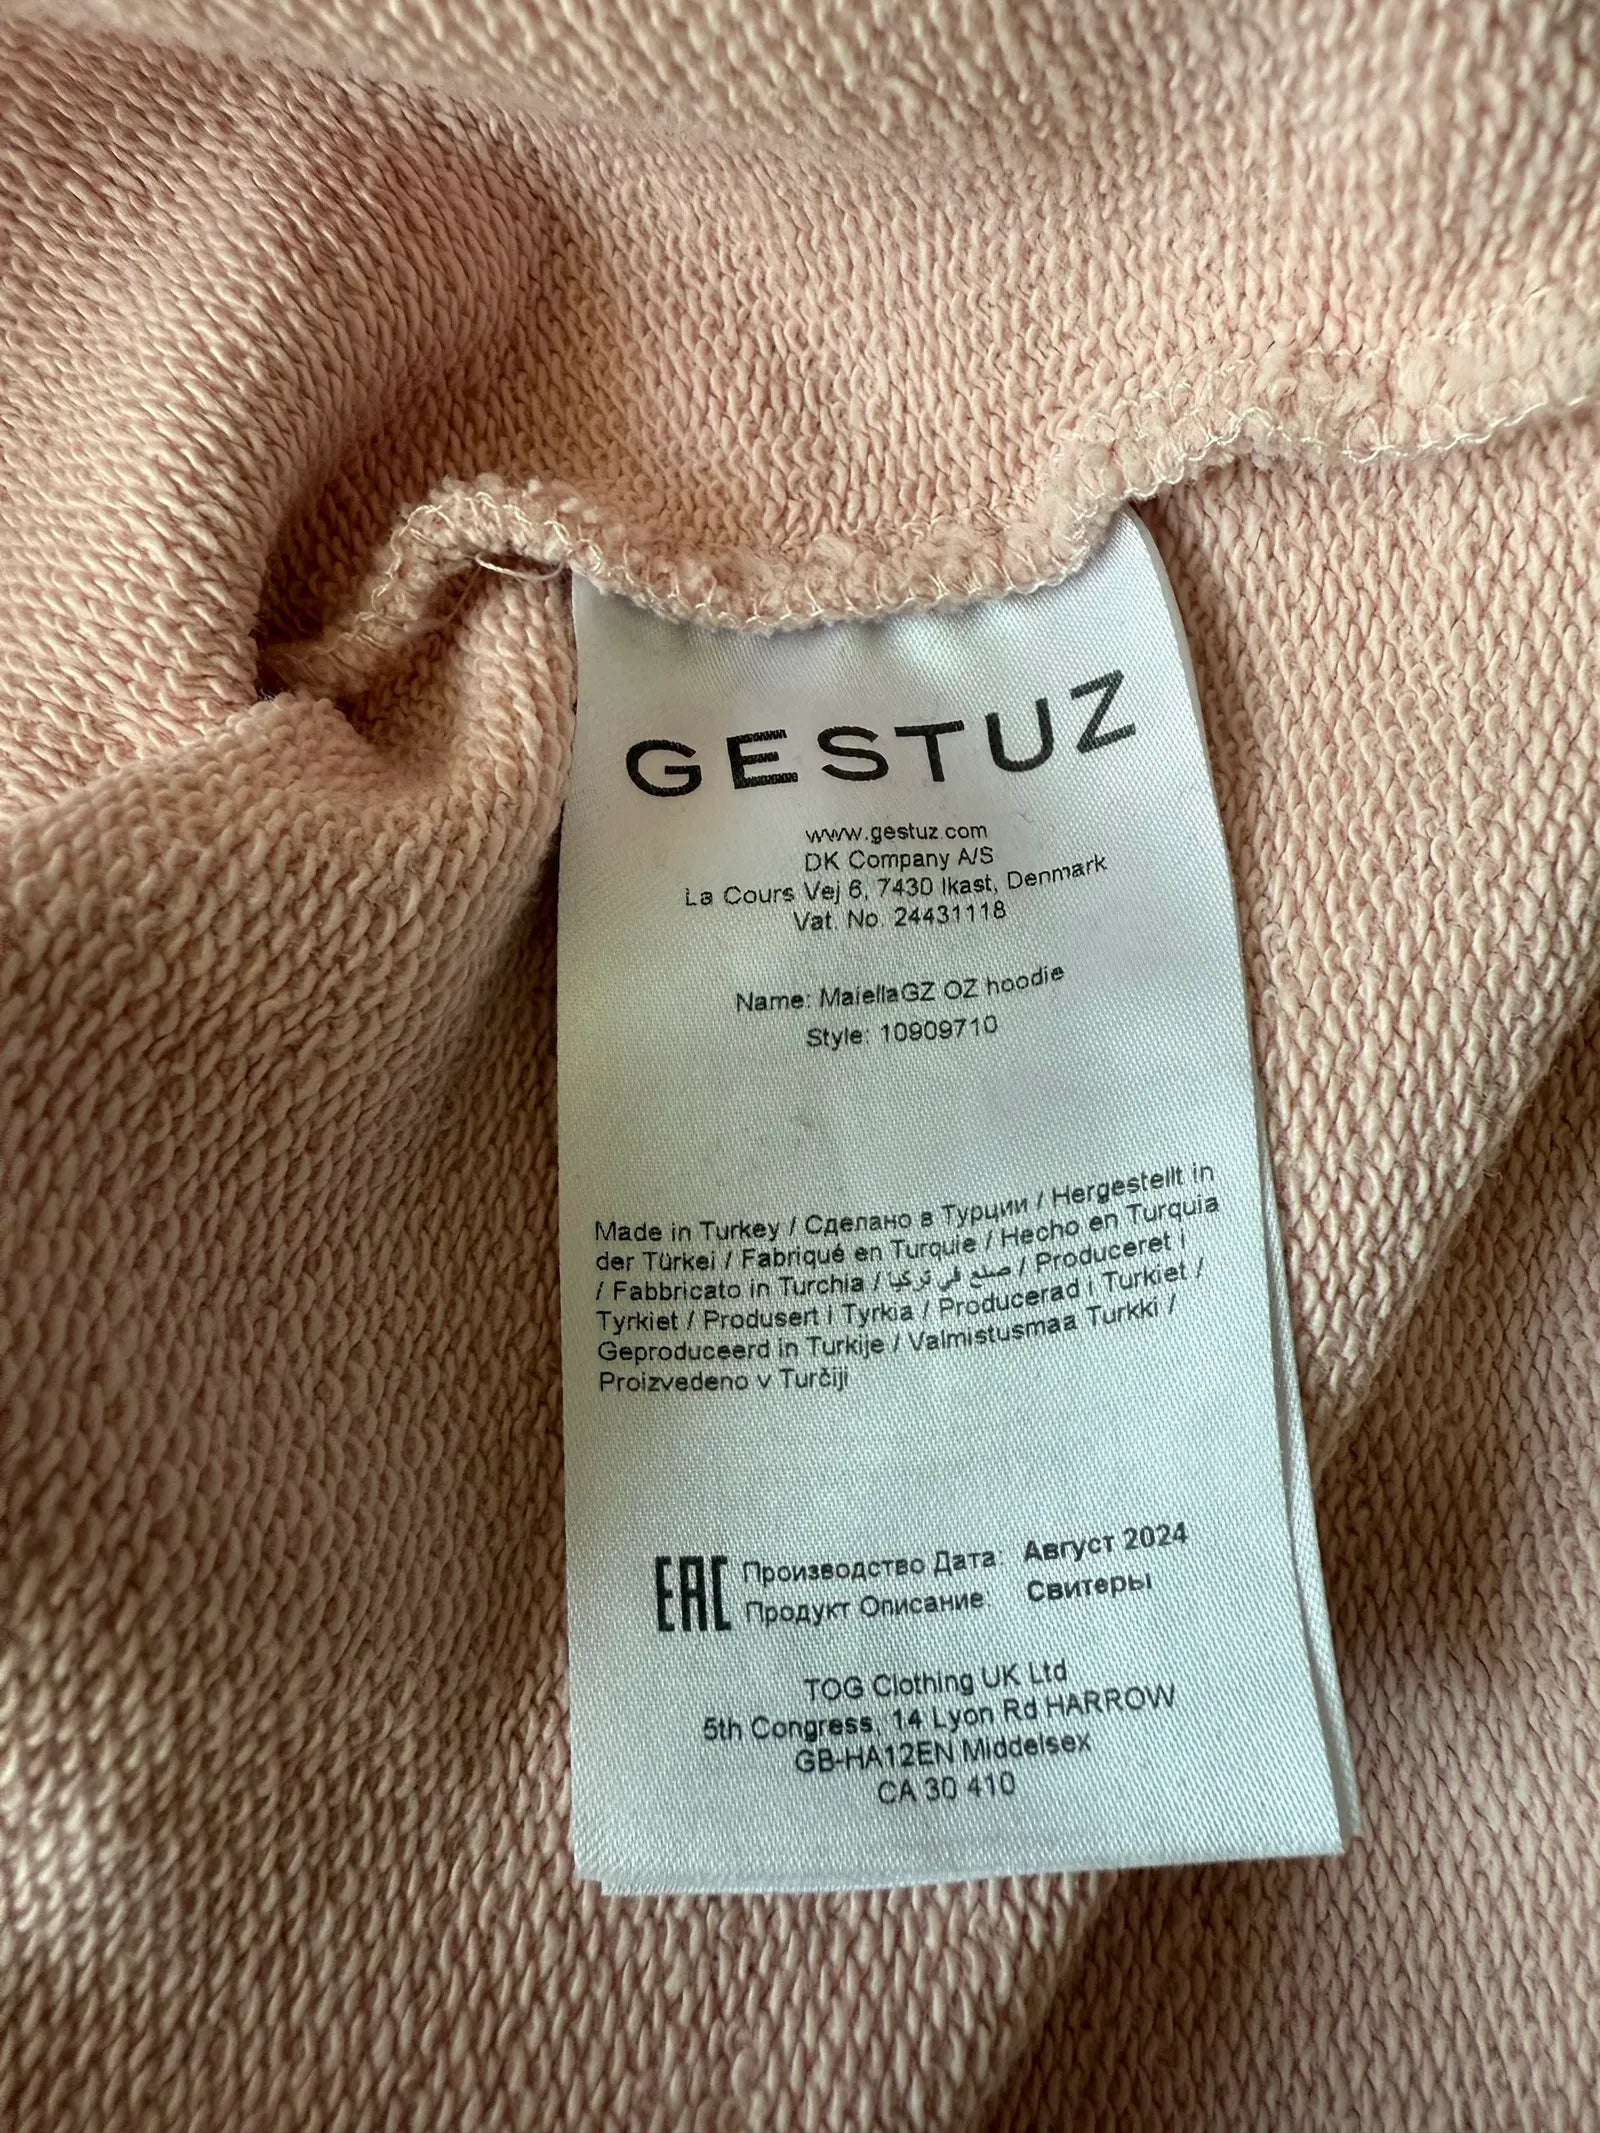 GESTUZ
www.gestuz.com
DK Company A/S
La Cours Vej 6, 7430 Ikast, Denmark
Vat. No. 24431118
Name: MaiellaGZ OZ hoodie
Style: 10909710
Made in Turkey / Сделано в Турции / Hergestellt in
der Türkei / Fabriqué en Turquie / Hecho en Turquia
/ Fabbricato in Turchia / صنع في تركيا / Produceret i
Tyrkiet / Produsert i Tyrkia / Producerad i Turkiet /
Geproduceerd in Turkije / Valmistusmaa Turkki /
Proizvedeno v Turčiji
EAC Производство Дата: Август 2024
Продукт Описание: Свитеры
TOG Clothing UK Ltd
5th Congress, 14 Lyon Rd HARROW
GB-HA12EN Middelsex
CA 30 410